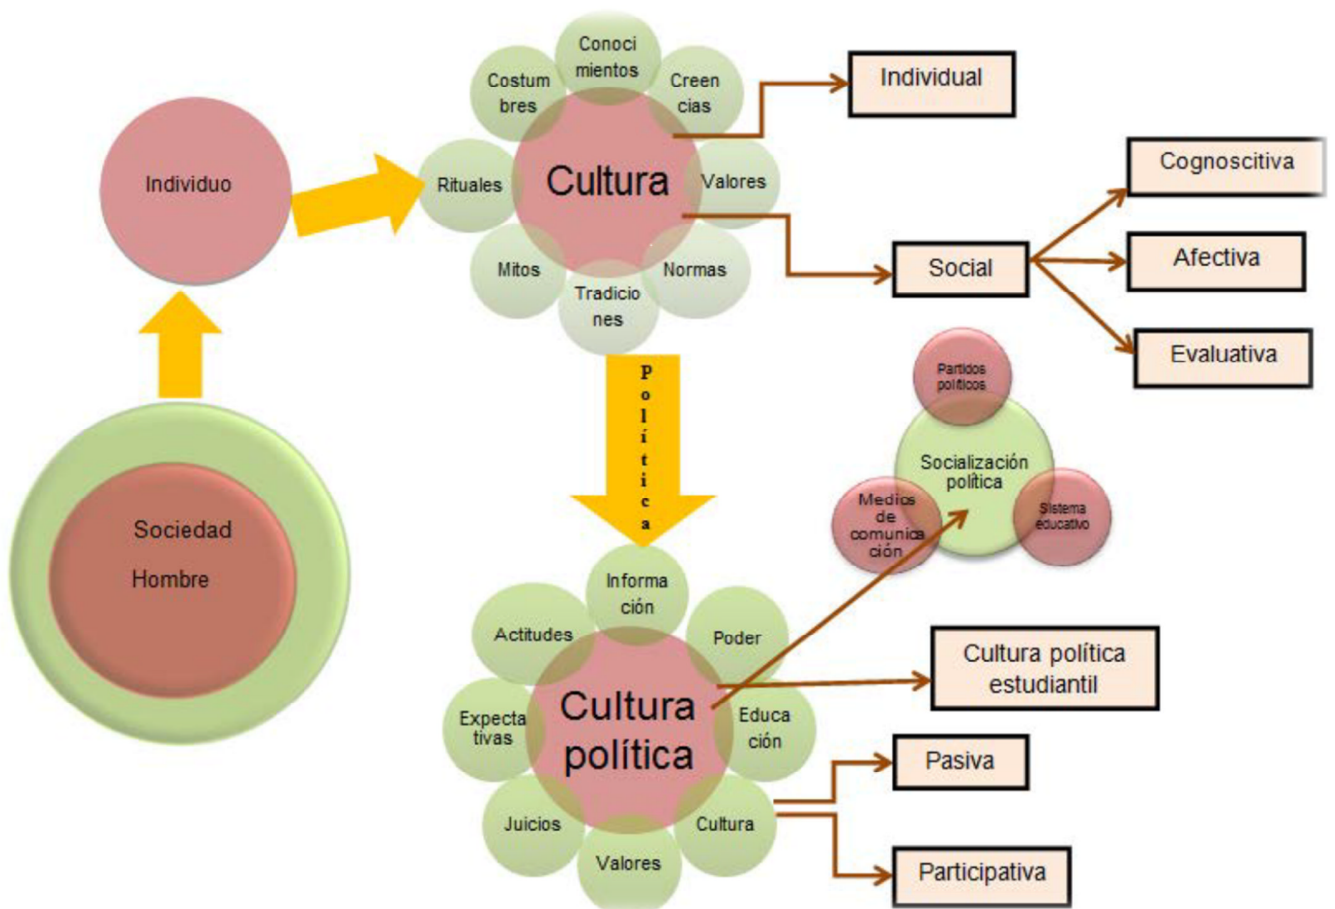 Conoci
mientos
Costum
bres
Creen
cias
Individual
Individuo
Rituales
Cultura
Valores
Cognoscitiva
Mitos
Tradicio
nes
Normas
Social
Afectiva
Evaluativa
Política
Partidos
políticos
Socialización
política
Medios
de
comunica
ción
Sistema
educativo
Sociedad
Hombre
Informa
ción
Actitudes
Poder
Cultura política
estudiantil
Expecta
tivas
Cultura
política
Educa
ción
Pasiva
Juicios
Valores
Cultura
Participativa